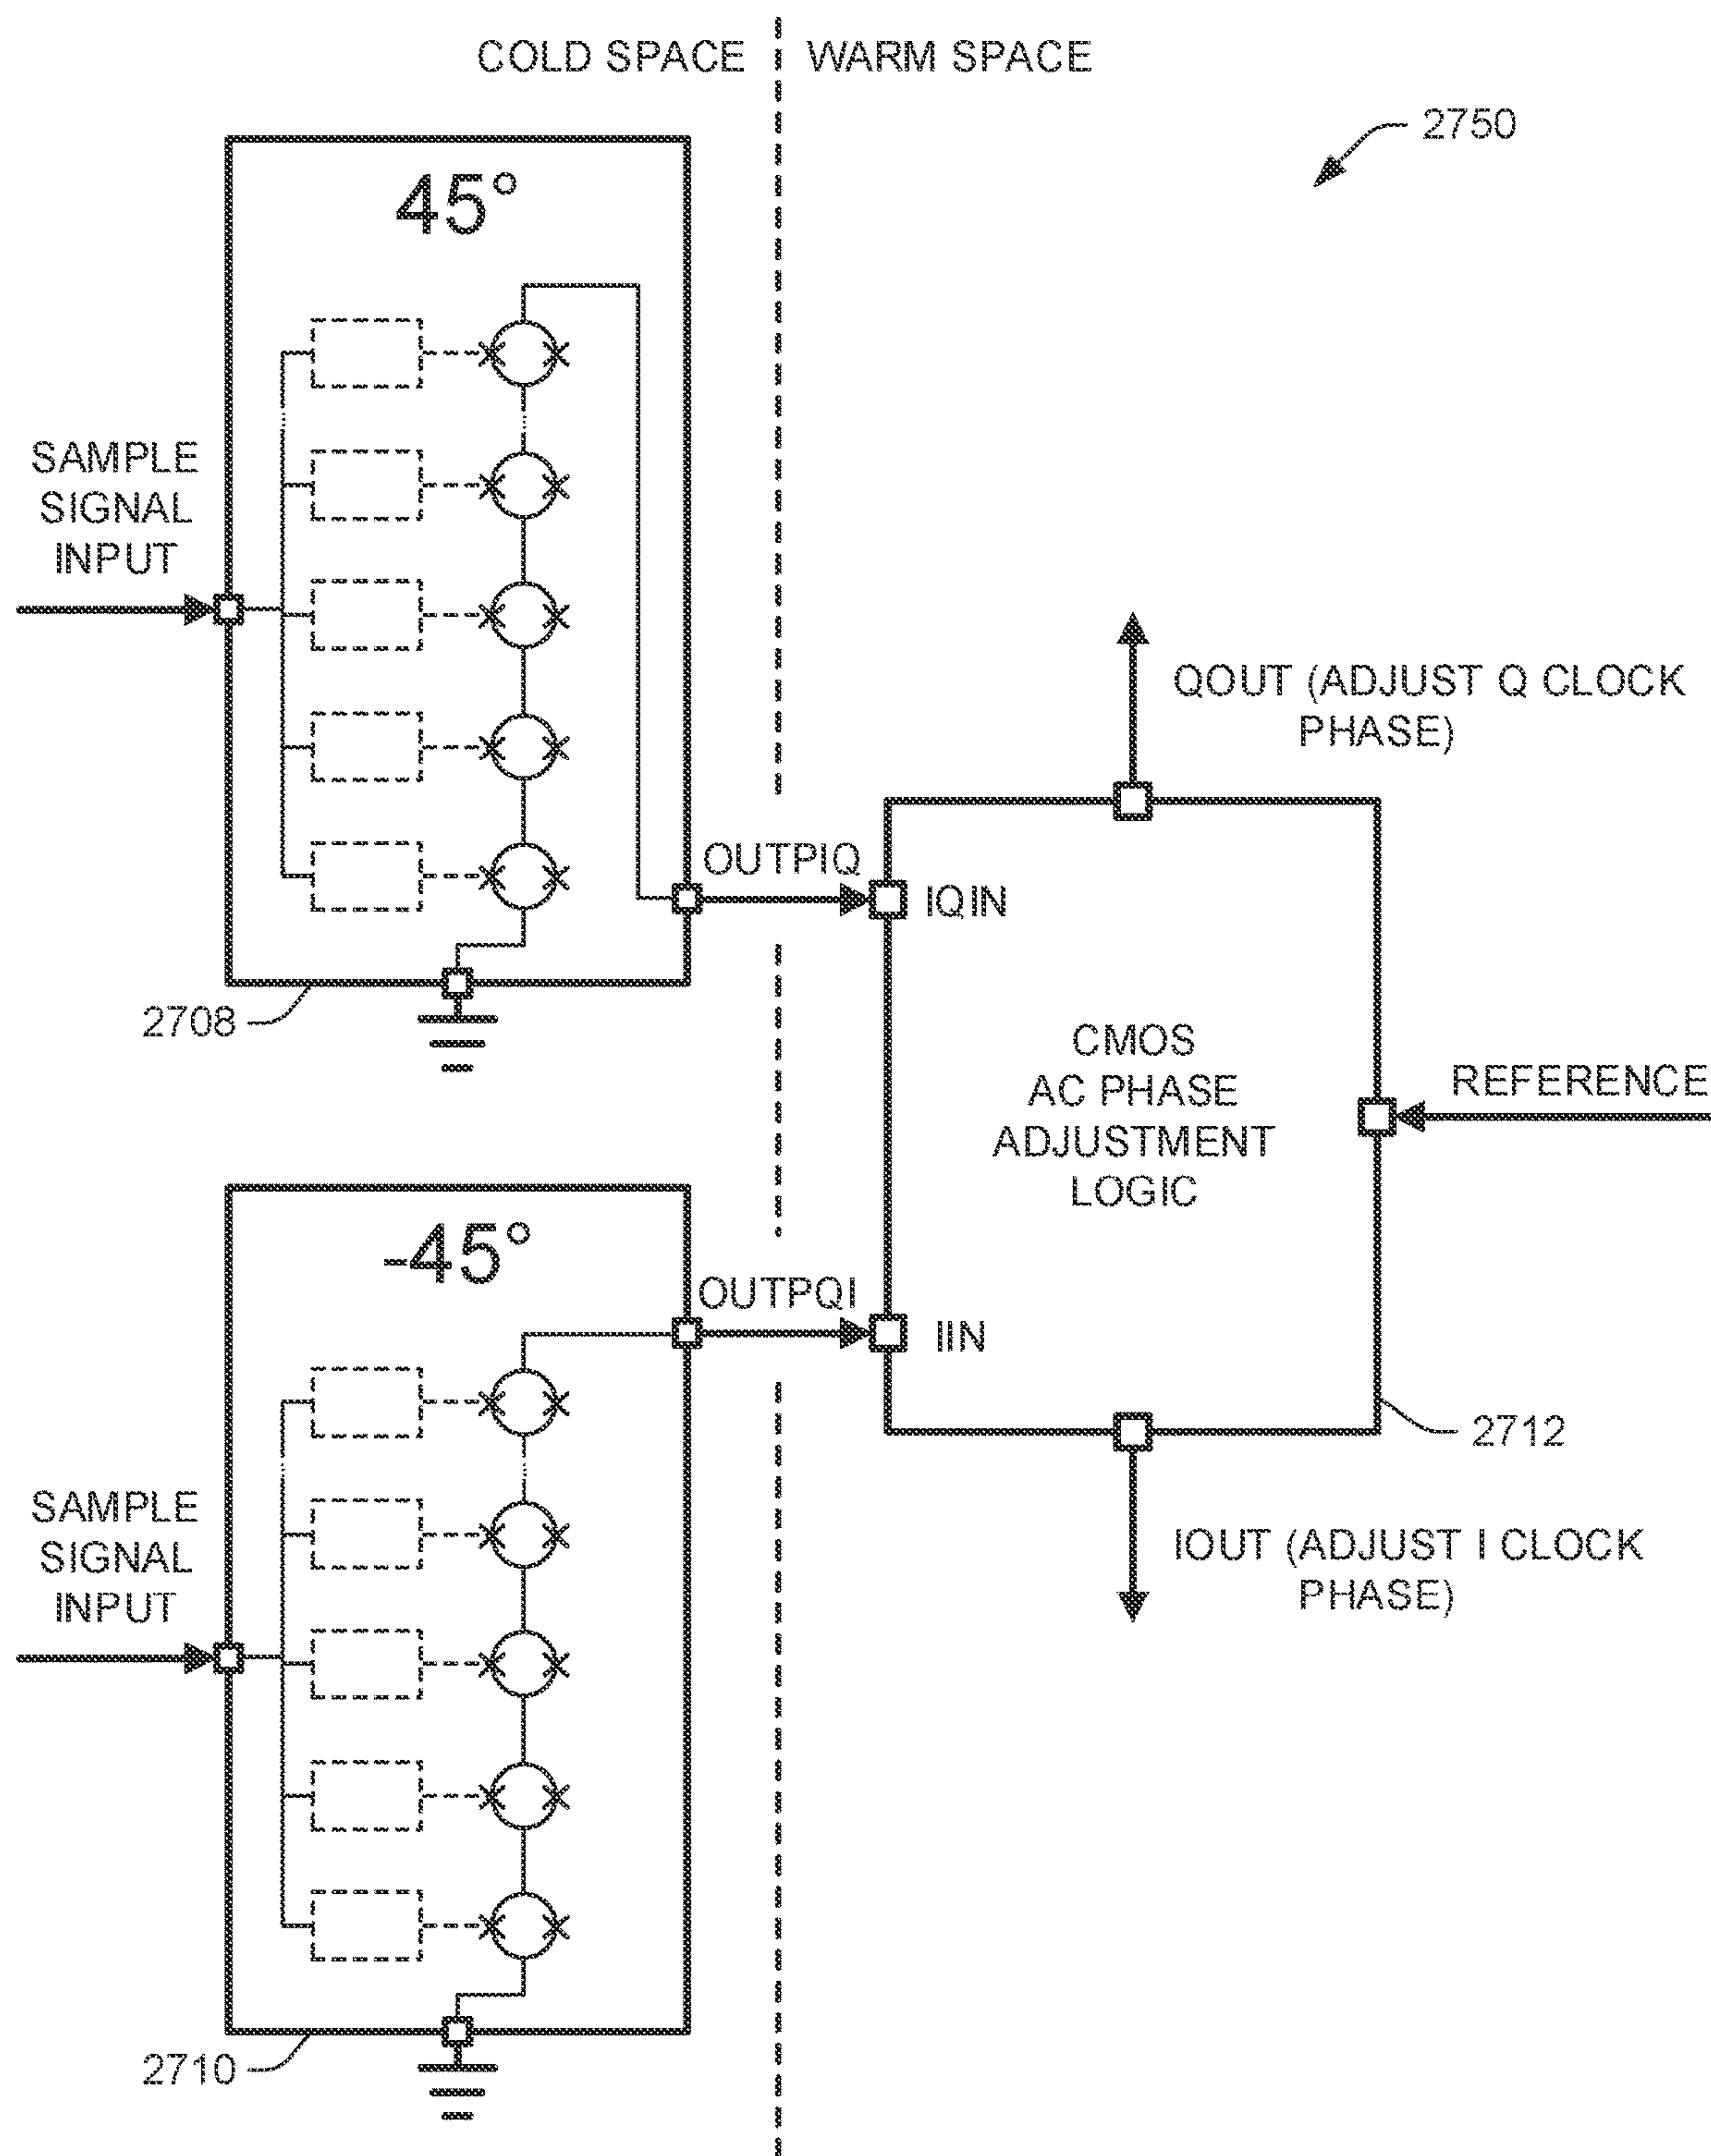 COLD SPACE
WARM SPACE
2750
45°
SAMPLE
SIGNAL
INPUT
QOUT (ADJUST Q CLOCK
PHASE)
OUTPIQ
IQIN
2708
CMOS
AC PHASE
ADJUSTMENT
LOGIC
REFERENCE
-45°
OUTPQI
IIN
2712
SAMPLE
SIGNAL
INPUT
IOUT (ADJUST I CLOCK
PHASE)
2710